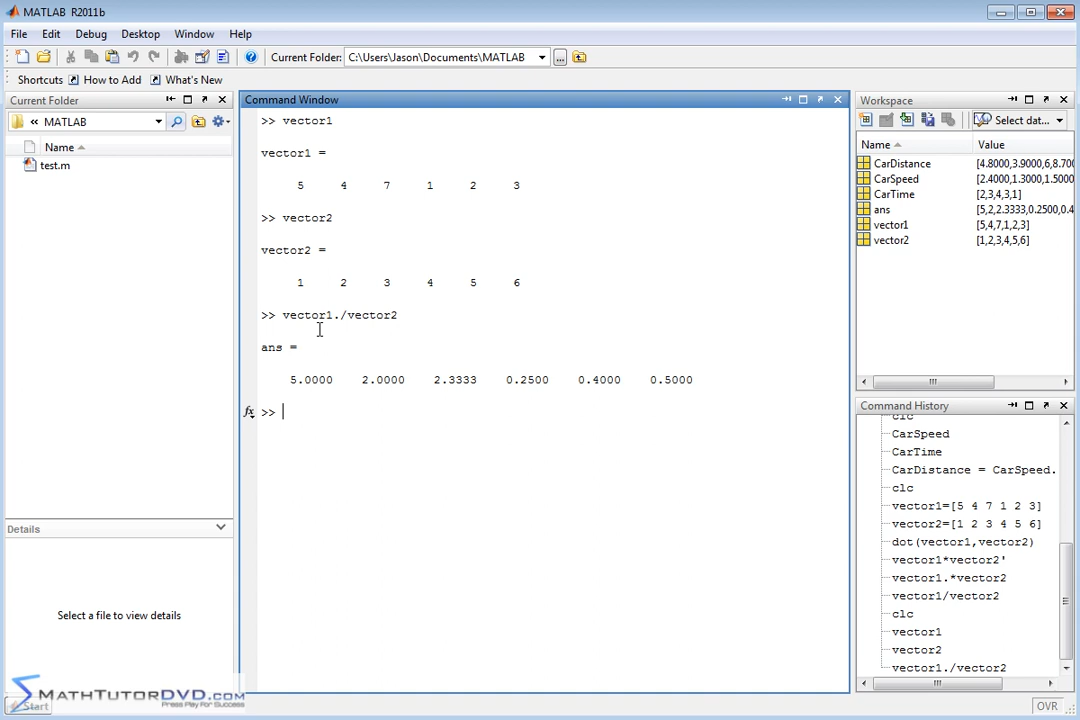 MATLAB R2011b
File Edit Debug Desktop Window Help
Current Folder: C:\Users\Jason\Documents\MATLAB
Shortcuts How to Add What's New
Current Folder
« MATLAB
Name
test.m
Details
Select a file to view details
MATHTUTORDVD.COM
PRESS PLAY FOR SUCCESS
Start
Command Window
>> vector1
vector1 =
5 4 7 1 2 3
>> vector2
vector2 =
1 2 3 4 5 6
>> vector1./vector2
ans =
5.0000 2.0000 2.3333 0.2500 0.4000 0.5000
fx >>
Workspace
Select dat...
Name Value
CarDistance [4.8000,3.9000,6,8.700
CarSpeed [2.4000,1.3000,1.5000
CarTime [2,3,4,3,1]
ans [5,2,2.3333,0.2500,0.4
vector1 [5,4,7,1,2,3]
vector2 [1,2,3,4,5,6]
Command History
clc
CarSpeed
CarTime
CarDistance = CarSpeed.
clc
vector1=[5 4 7 1 2 3]
vector2=[1 2 3 4 5 6]
dot(vector1,vector2)
vector1*vector2'
vector1.*vector2
vector1/vector2
clc
vector1
vector2
vector1./vector2
OVR